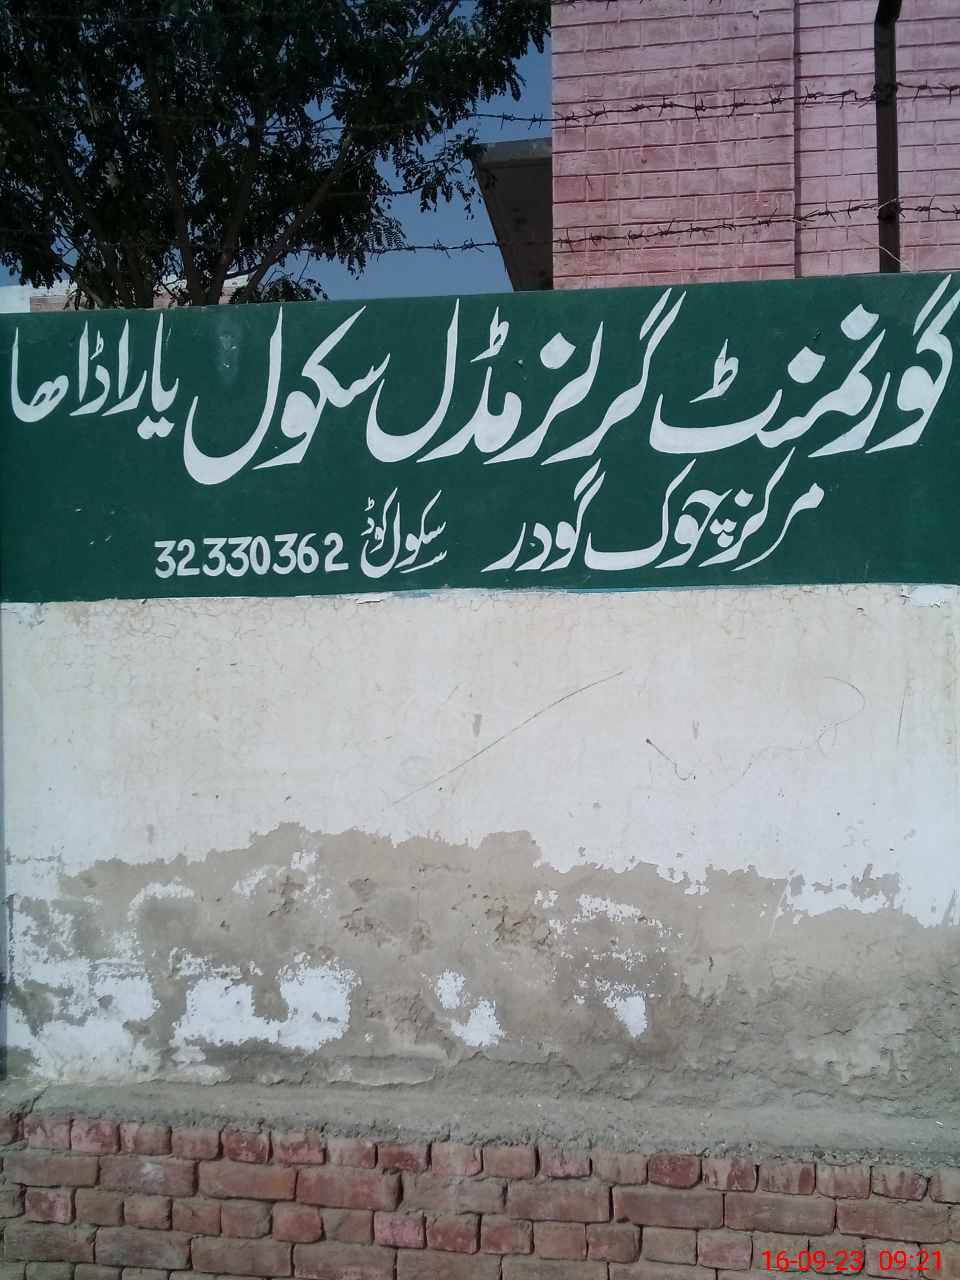 گورنمنٹ گرلز مڈل سکول یارا ڈاھا
مرکز چوک گودر سکول کوڈ 32330362
16-09-23 09:21